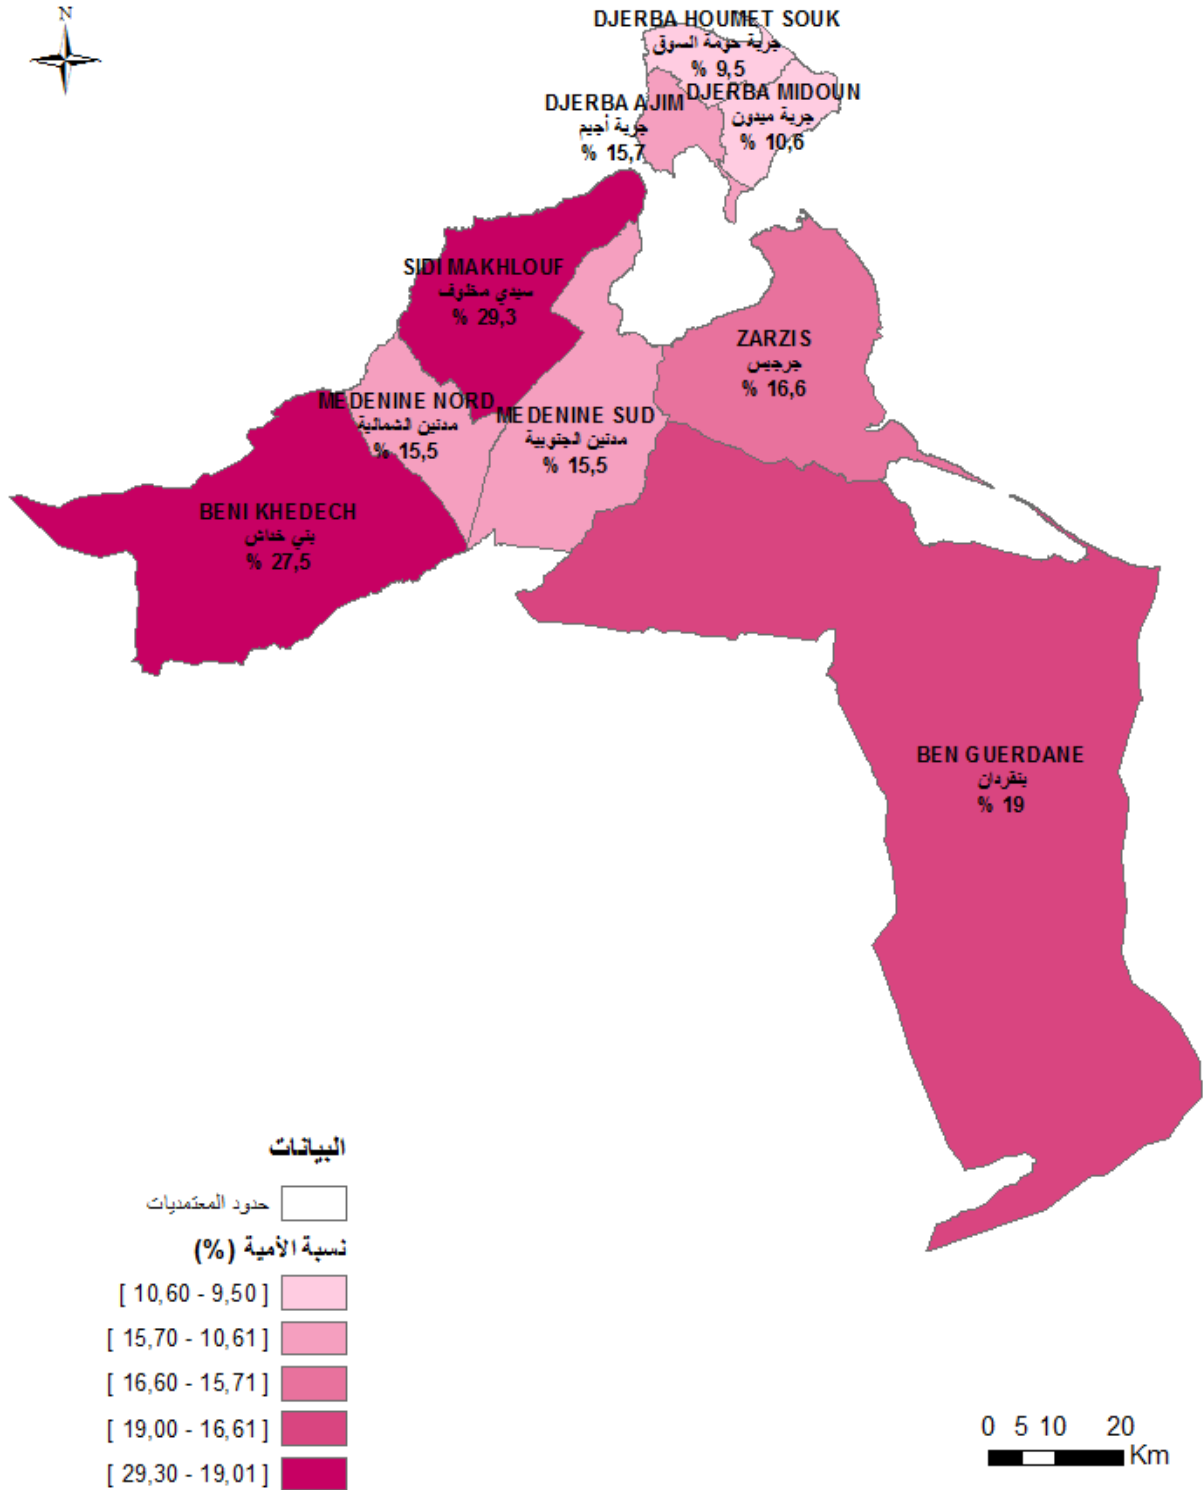 N
DJERBA HOUMET SOUK
جربة حومة السوق
% 9,5
DJERBA MIDOUN
جربة ميدون
% 10,6
DJERBA AJIM
جربة أجيم
% 15,7
SIDI MAKHLOUF
سيدي مخلوف
% 29,3
ZARZIS
جرجيس
% 16,6
MEDENINE NORD
مدنين الشمالية
% 15,5
MEDENINE SUD
مدنين الجنوبية
% 15,5
BENI KHEDECH
بني خداش
% 27,5
BEN GUERDANE
بنقردان
% 19
البيانات
حدود المعتمديات
نسبة الأمية (%)
[ 10,60 - 9,50 ]
[ 15,70 - 10,61 ]
[ 16,60 - 15,71 ]
[ 19,00 - 16,61 ]
[ 29,30 - 19,01 ]
0 5 10 20
Km